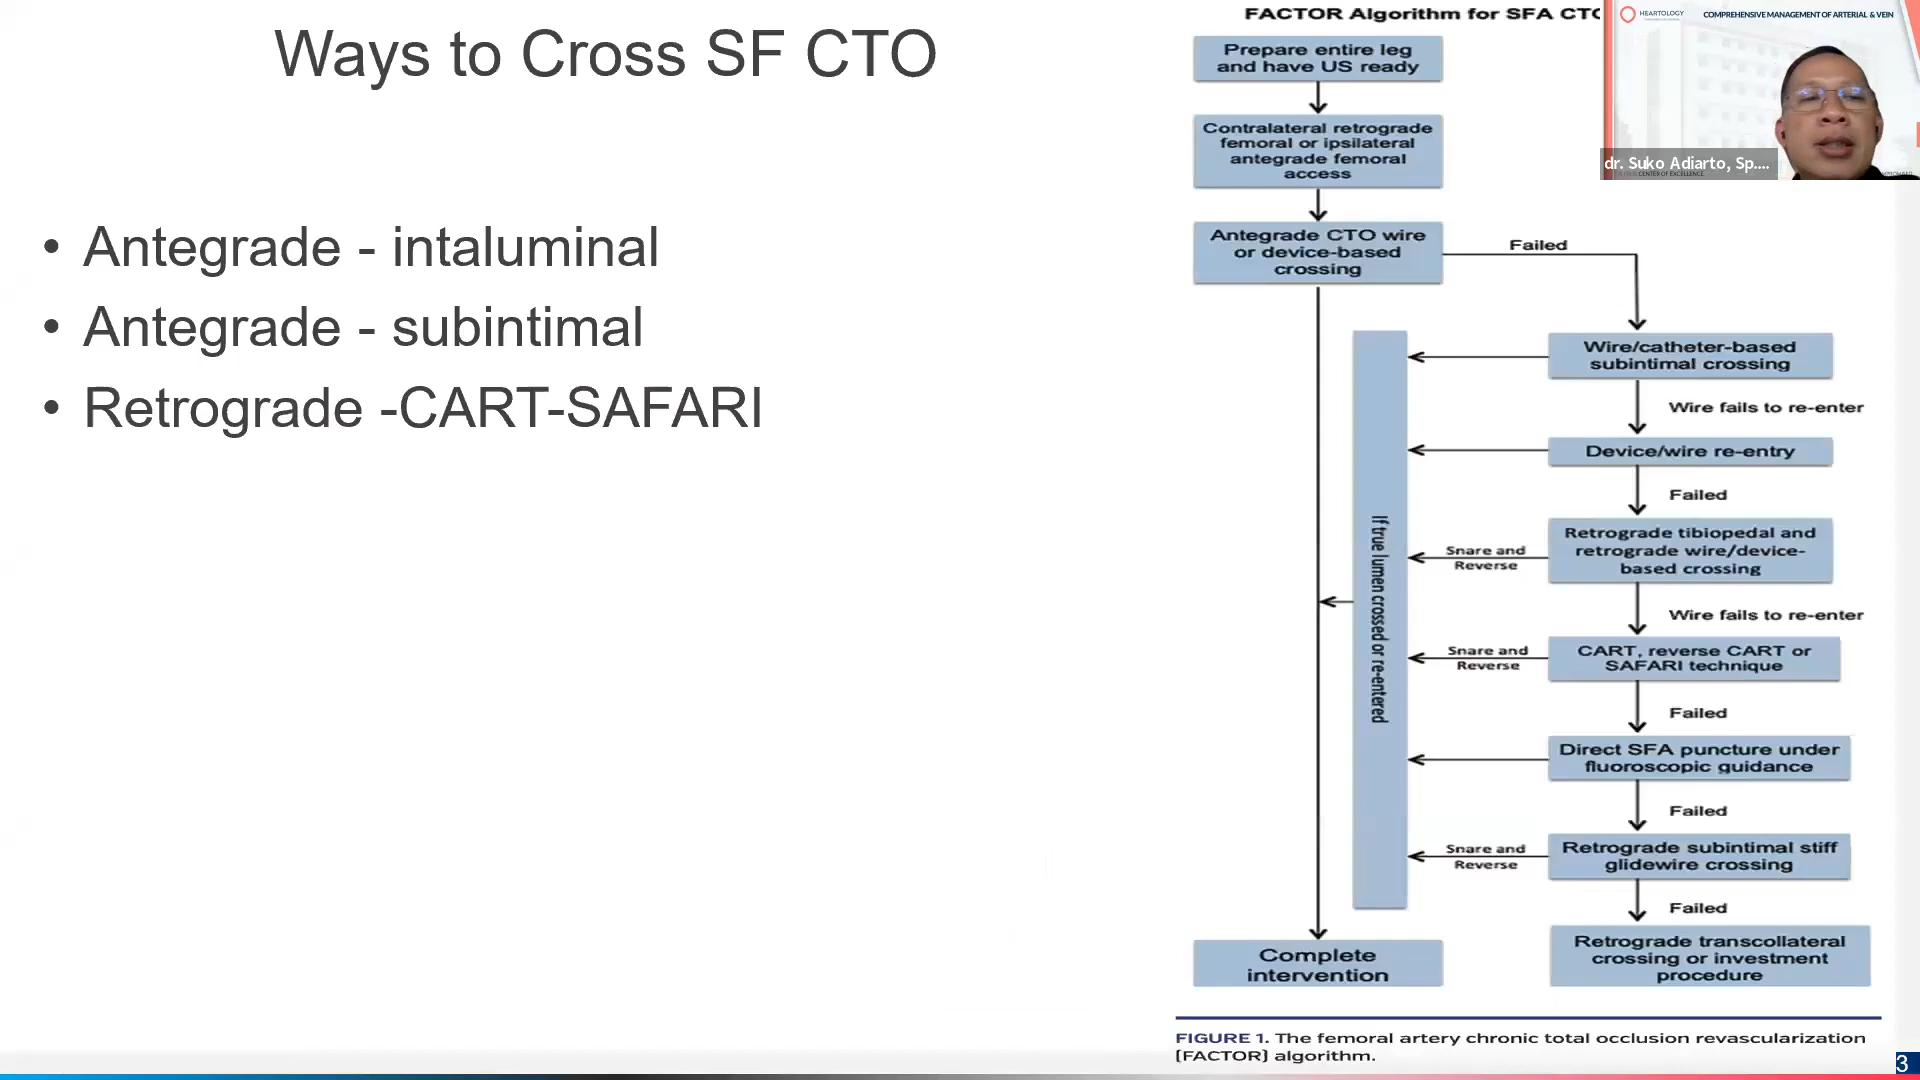 Ways to Cross SF CTO
• Antegrade - intaluminal
• Antegrade - subintimal
• Retrograde -CART-SAFARI
FACTOR Algorithm for SFA CTO
Prepare entire leg
and have US ready
Contralateral retrograde
femoral or ipsilateral
antegrade femoral
access
Antegrade CTO wire
or device-based
crossing
Failed
Wire/catheter-based
subintimal crossing
Wire fails to re-enter
Device/wire re-entry
Failed
Retrograde tibiopedal and
retrograde wire/device-
based crossing
Snare and
Reverse
Wire fails to re-enter
CART, reverse CART or
SAFARI technique
Snare and
Reverse
Failed
Direct SFA puncture under
fluoroscopic guidance
Failed
Retrograde subintimal stiff
glidewire crossing
Snare and
Reverse
Failed
Retrograde transcollateral
crossing or investment
procedure
If true lumen crossed or re-entered
Complete
intervention
FIGURE 1. The femoral artery chronic total occlusion revascularization
(FACTOR) algorithm.
3
HEARTOLOGY
COMPREHENSIVE MANAGEMENT OF ARTERIAL & VEIN
dr. Suko Adiarto, Sp....
CENTER OF EXCELLENCE